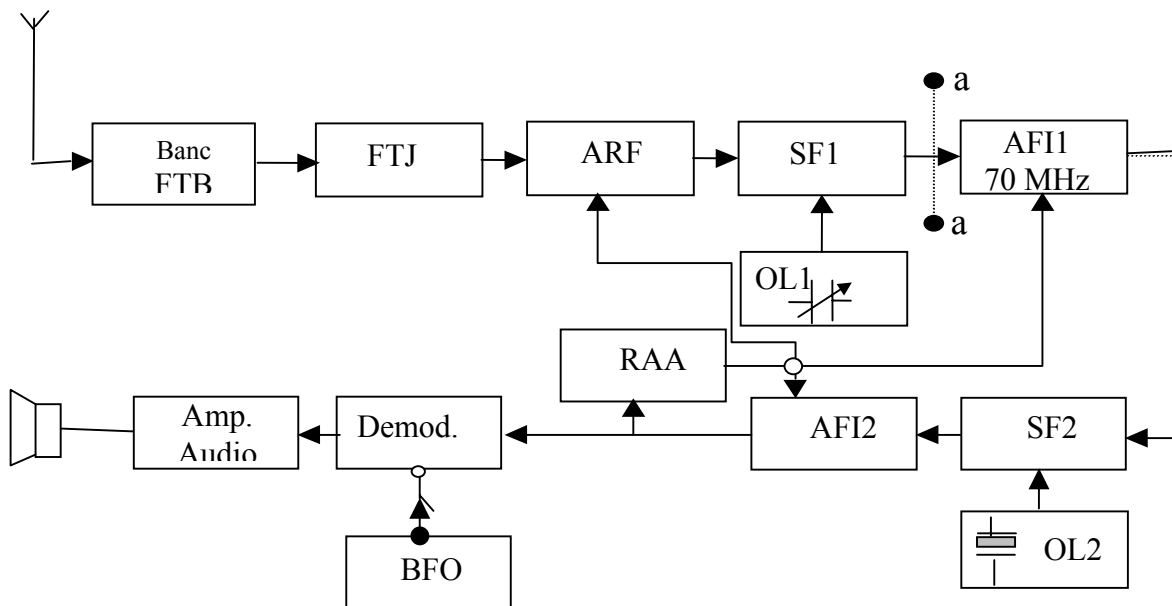 Banc
FTB
FTJ
ARF
SF1
a
a
AFI1
70 MHz
OL1
RAA
Amp.
Audio
Demod.
AFI2
SF2
BFO
OL2